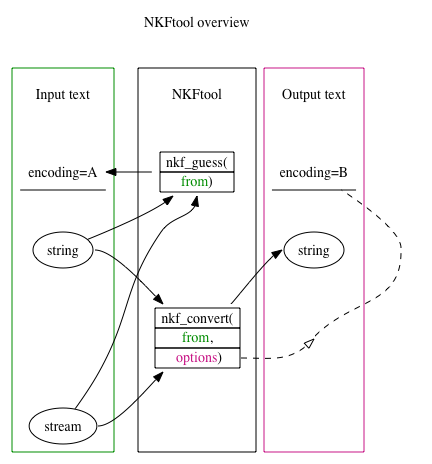 NKFtool overview
Input text
NKFtool
Output text
encoding=A
nkf_guess(
from)
encoding=B
string
string
nkf_convert(
from,
options)
stream